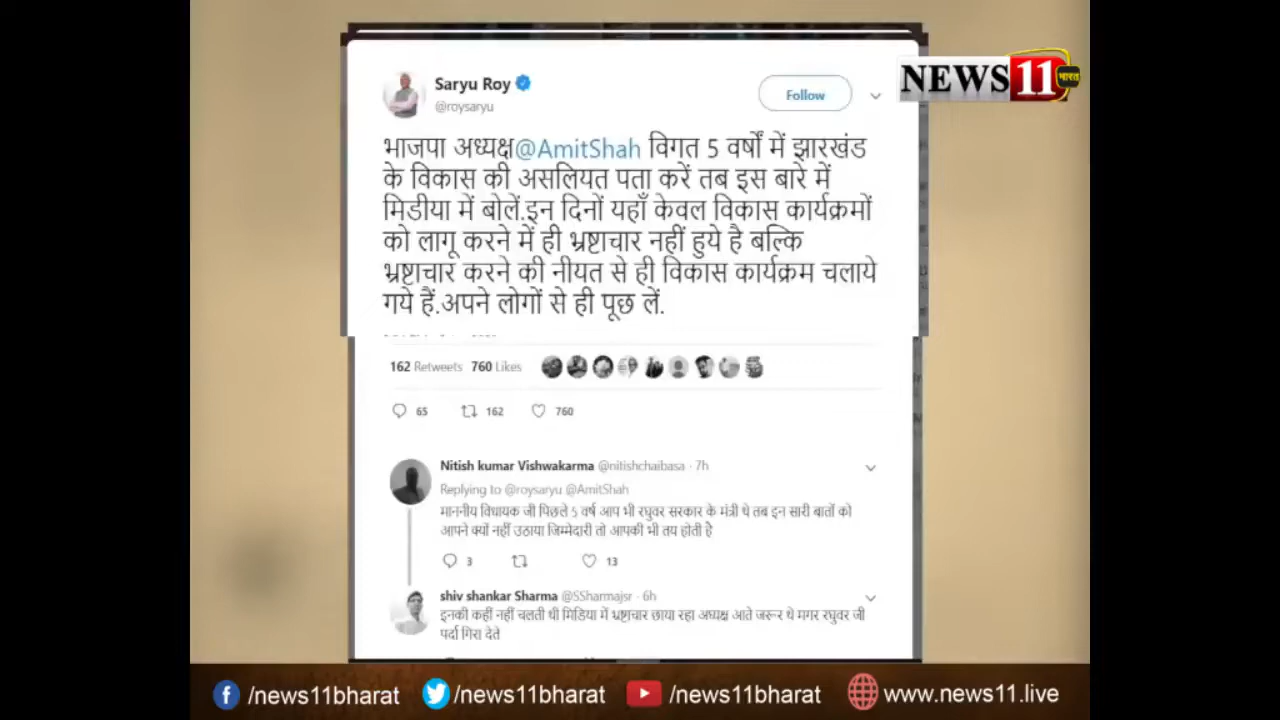 NEWS 11 भारत
Saryu Roy
@roysaryu
Follow
भाजपा अध्यक्ष@AmitShah विगत 5 वर्षों में झारखंड
के विकास की असलियत पता करें तब इस बारे में
मिडीया में बोलें.इन दिनों यहाँ केवल विकास कार्यक्रमों
को लागू करने में ही भ्रष्टाचार नहीं हुये है बल्कि
भ्रष्टाचार करने की नीयत से ही विकास कार्यक्रम चलाये
गये हैं.अपने लोगों से ही पूछ लें.
162 Retweets 760 Likes
65 162 760
Nitish kumar Vishwakarma @nitishchaibasa · 7h
Replying to @roysaryu @AmitShah
माननीय विधायक जी पिछले 5 वर्ष आप भी रघुवर सरकार के मंत्री थे तब इन सारी बातों को
आपने क्यों नहीं उठाया जिम्मेदारी तो आपकी भी तय होती है
3 13
shiv shankar Sharma @SSharmajsr · 6h
इनकी कहीं नहीं चलती थी मिडिया में भ्रष्टाचार छाया रहा अध्यक्ष आते जरूर थे मगर रघुवर जी
पर्दा गिरा देते
/news11bharat /news11bharat /news11bharat www.news11.live